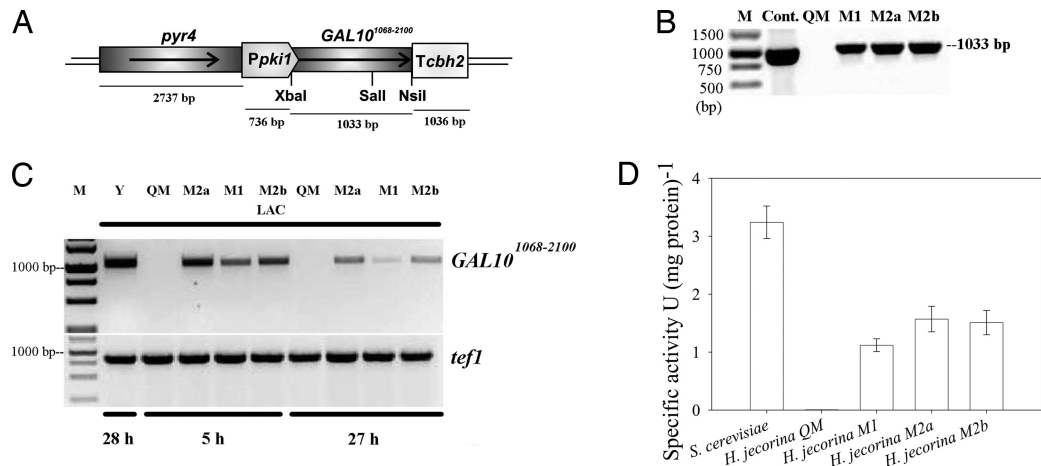 A
pyr4
GAL10 1068-2100
Ppki1
Tcbh2
XbaI
SalI
NsiI
2737 bp
736 bp
1033 bp
1036 bp
B
M Cont. QM M1 M2a M2b
1500
1000
750
500
(bp)
--1033 bp
C
M Y QM M2a M1 M2b QM M2a M1 M2b
LAC
1000 bp--
GAL10 1068-2100
1000 bp--
tef1
28 h 5 h 27 h
D
Specific activity U (mg protein)-1
4
3
2
1
0
S. cerevisiae
H. jecorina QM
H. jecorina M1
H. jecorina M2a
H. jecorina M2b